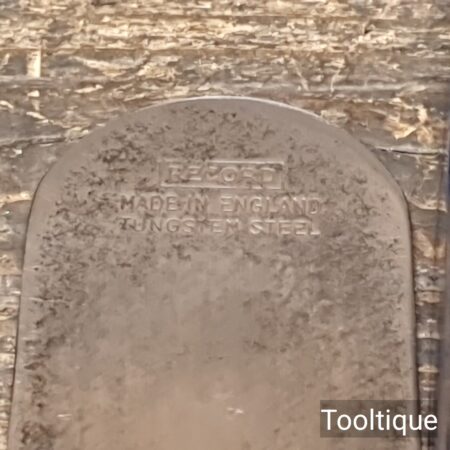 RECORD
MADE IN ENGLAND
TUNGSTEN STEEL
Tooltique